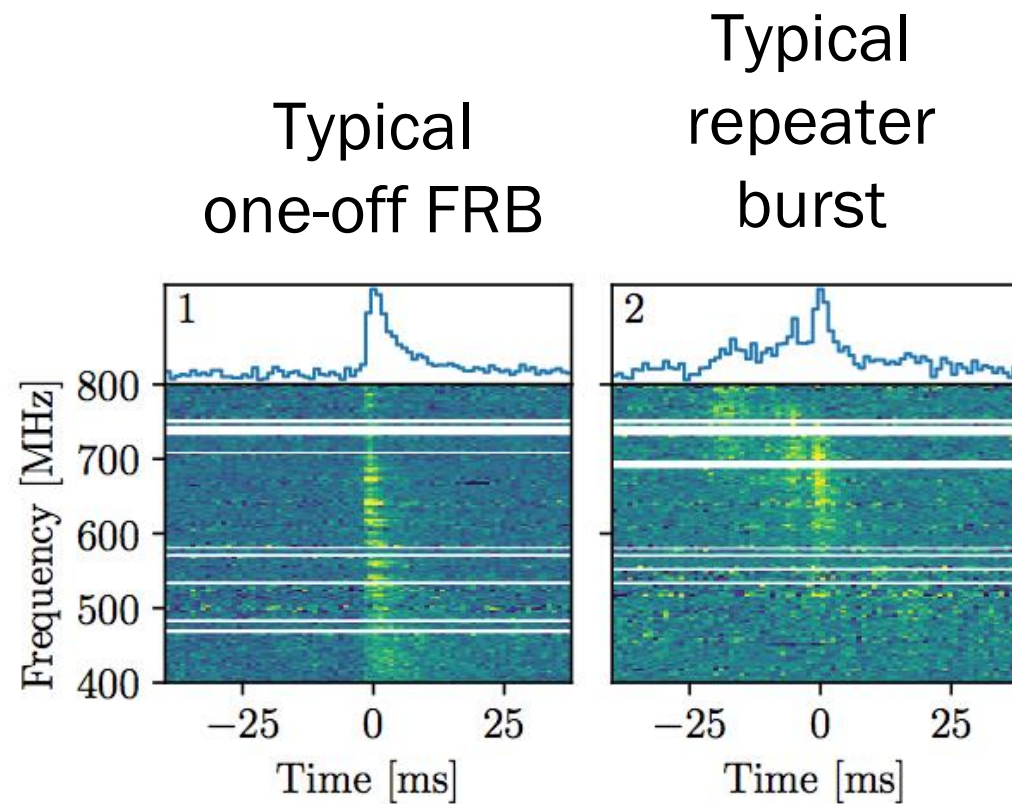 Typical
one-off FRB
Typical
repeater
burst
1
2
Frequency [MHz]
800
700
600
500
400
−25 0 25
−25 0 25
Time [ms]
Time [ms]